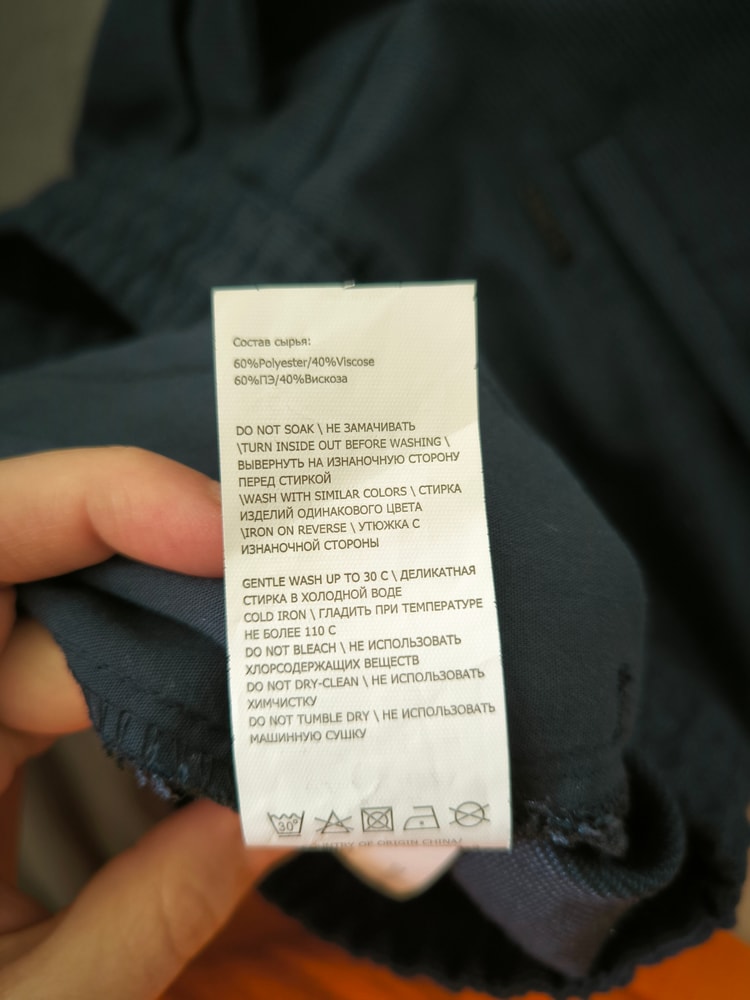 Состав сырья:
60%Polyester/40%Viscose
60%ПЭ/40%Вискоза
DO NOT SOAK \ НЕ ЗАМАЧИВАТЬ
\TURN INSIDE OUT BEFORE WASHING \
ВЫВЕРНУТЬ НА ИЗНАНОЧНУЮ СТОРОНУ
ПЕРЕД СТИРКОЙ
\WASH WITH SIMILAR COLORS \ СТИРКА
ИЗДЕЛИЙ ОДИНАКОВОГО ЦВЕТА
\IRON ON REVERSE \ УТЮЖКА С
ИЗНАНОЧНОЙ СТОРОНЫ
GENTLE WASH UP TO 30 C \ ДЕЛИКАТНАЯ
СТИРКА В ХОЛОДНОЙ ВОДЕ
COLD IRON \ ГЛАДИТЬ ПРИ ТЕМПЕРАТУРЕ
НЕ БОЛЕЕ 110 С
DO NOT BLEACH \ НЕ ИСПОЛЬЗОВАТЬ
ХЛОРСОДЕРЖАЩИХ ВЕЩЕСТВ
DO NOT DRY-CLEAN \ НЕ ИСПОЛЬЗОВАТЬ
ХИМЧИСТКУ
DO NOT TUMBLE DRY \ НЕ ИСПОЛЬЗОВАТЬ
МАШИННУЮ СУШКУ
30°
COUNTRY OF ORIGIN CHINA/